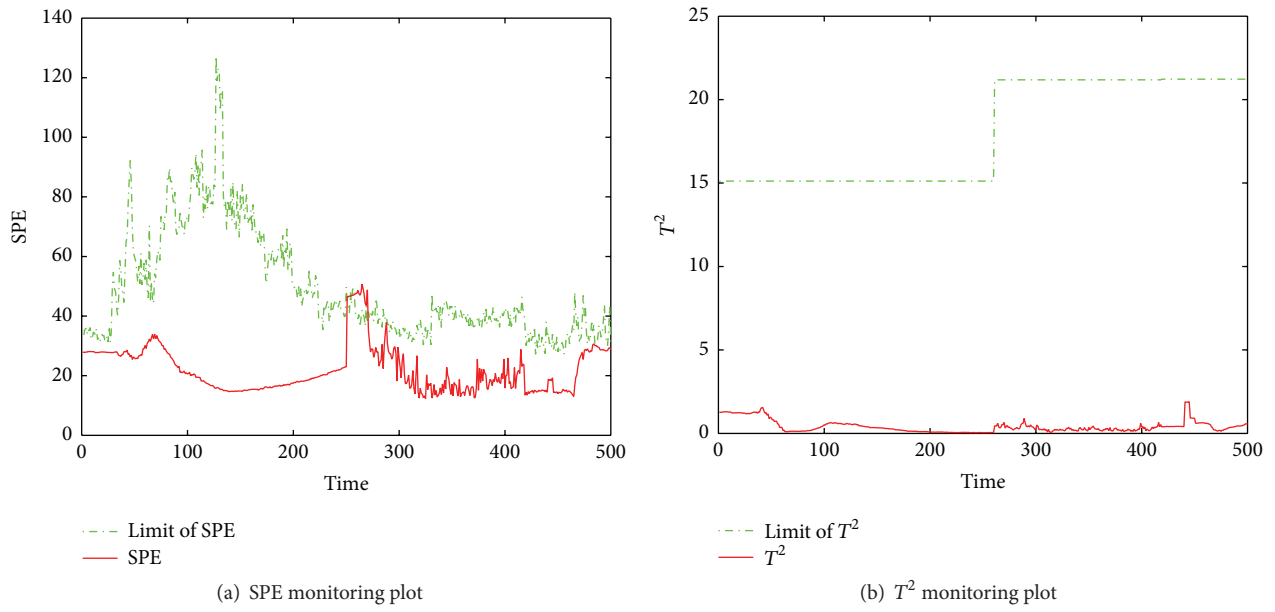 140
120
100
80
60
40
20
0
SPE
0 100 200 300 400 500
Time
Limit of SPE
SPE
(a) SPE monitoring plot
25
20
15
10
5
0
T²
0 100 200 300 400 500
Time
Limit of T²
T²
(b) T² monitoring plot